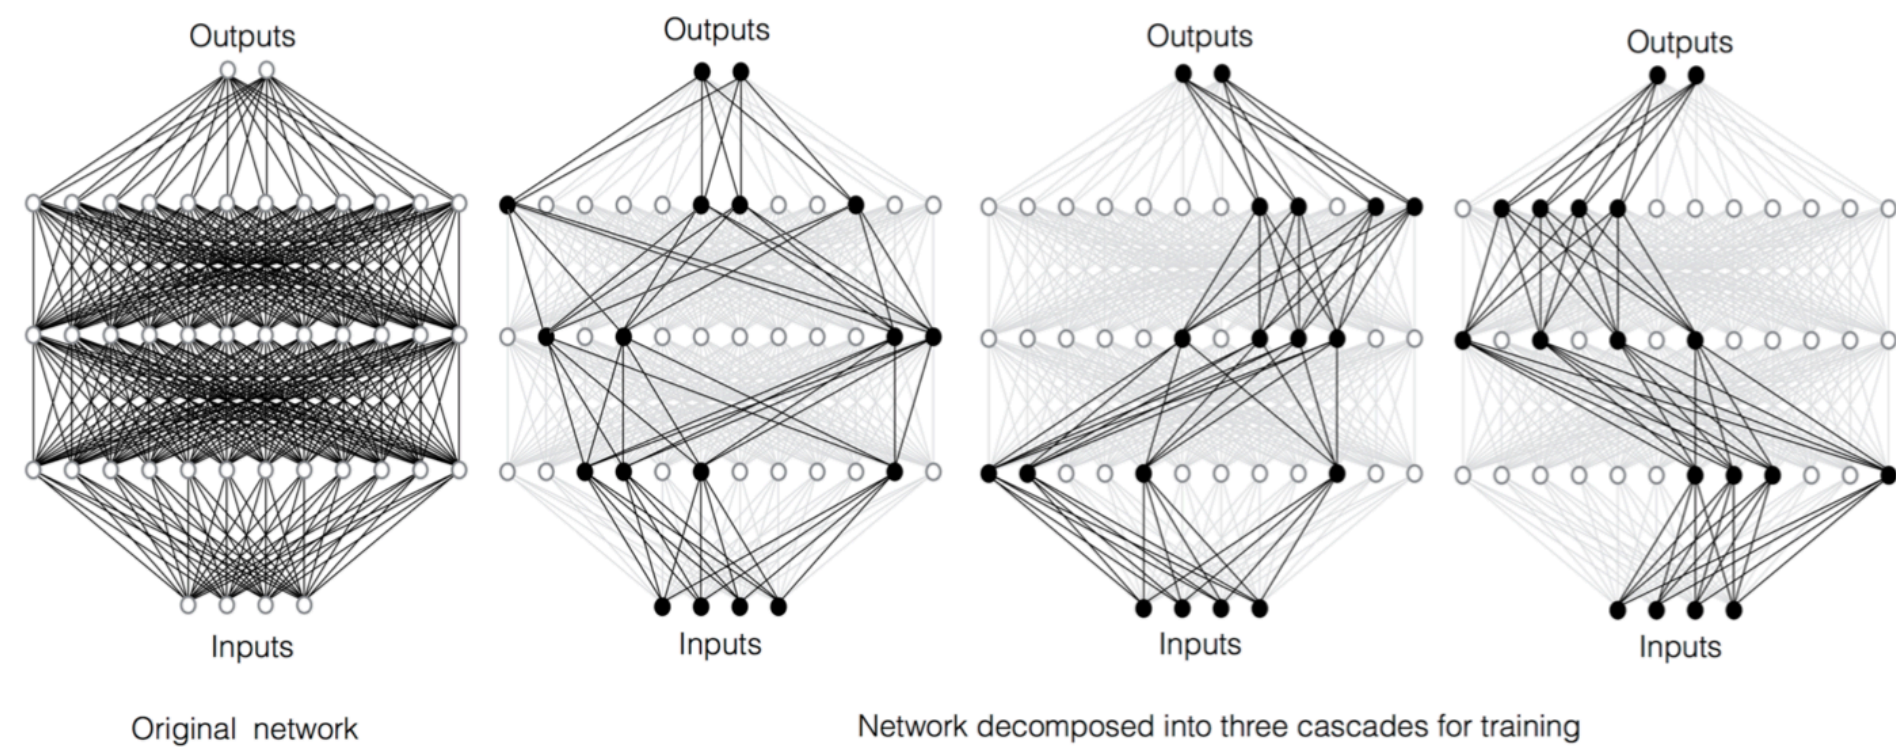 Outputs
Outputs
Outputs
Outputs
Inputs
Inputs
Inputs
Inputs
Original network
Network decomposed into three cascades for training